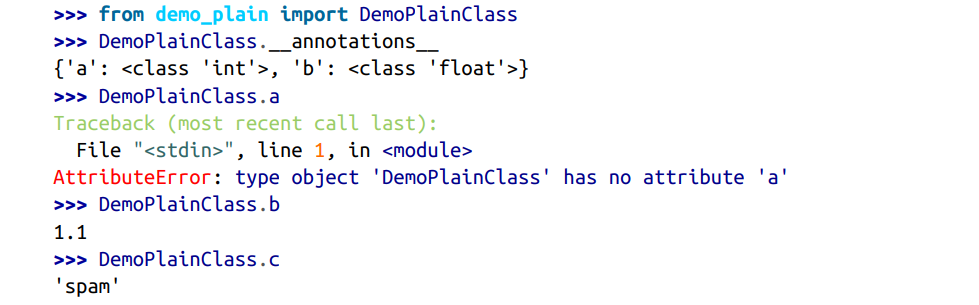 >>> from demo_plain import DemoPlainClass
>>> DemoPlainClass.__annotations__
{'a': <class 'int'>, 'b': <class 'float'>}
>>> DemoPlainClass.a
Traceback (most recent call last):
  File "<stdin>", line 1, in <module>
AttributeError: type object 'DemoPlainClass' has no attribute 'a'
>>> DemoPlainClass.b
1.1
>>> DemoPlainClass.c
'spam'